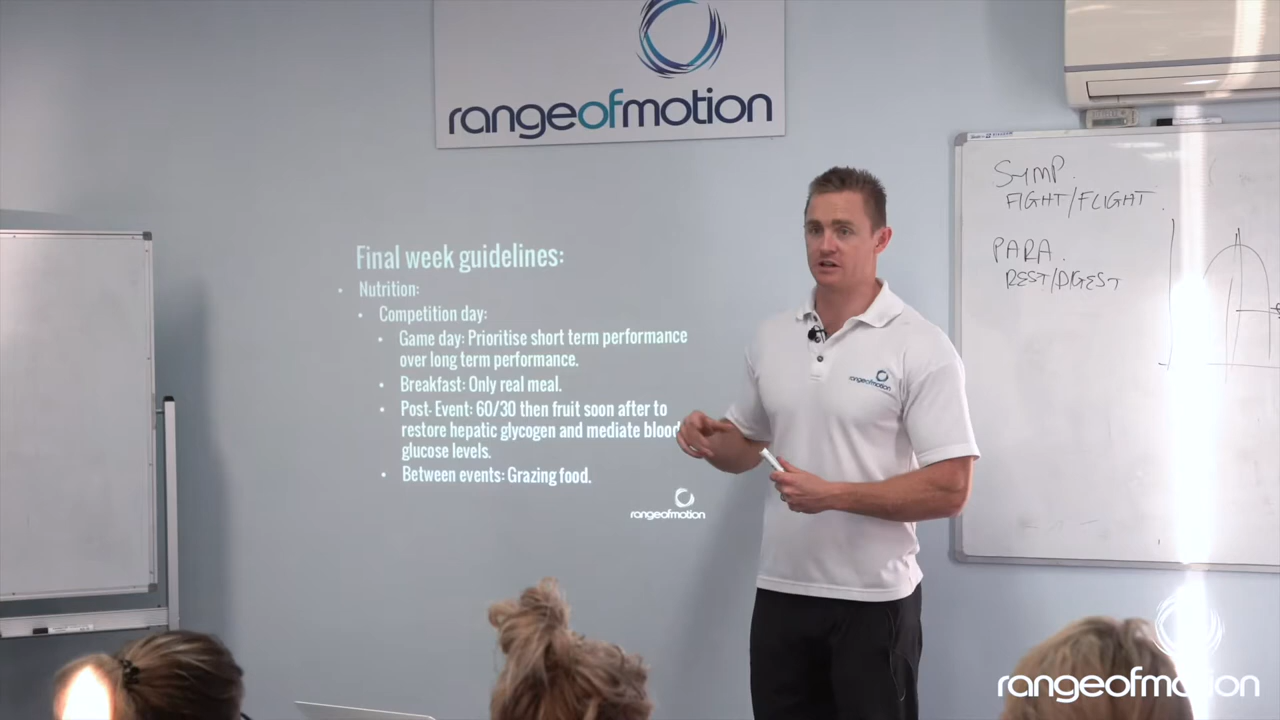 rangeofmotion
SYMP.
FIGHT/FLIGHT.
PARA.
REST/DIGEST
Final week guidelines:
• Nutrition:
• Competition day:
• Game day: Prioritise short term performance
over long term performance.
• Breakfast: Only real meal.
• Post- Event: 60/30 then fruit soon after to
restore hepatic glycogen and mediate blood
glucose levels.
• Between events: Grazing food.
rangeofmotion
rangeofmotion
rangeofmotion